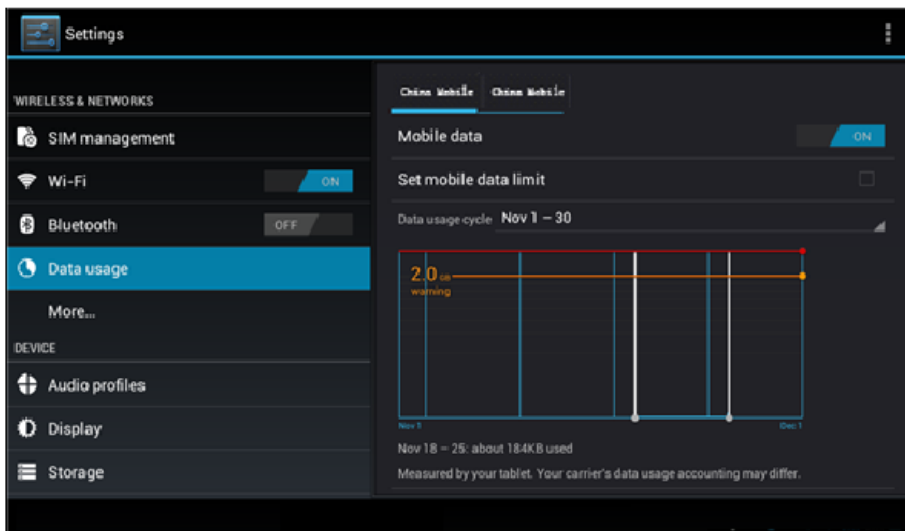 Settings
WIRELESS & NETWORKS
SIM management
Wi-Fi
ON
Bluetooth
OFF
Data usage
More...
DEVICE
Audio profiles
Display
Storage
China Mobile
China Mobile
Mobile data
ON
Set mobile data limit
Data usage cycle Nov 1 – 30
2.0 GB
warning
Nov 1
Dec 1
Nov 18 – 25: about 184KB used
Measured by your tablet. Your carrier's data usage accounting may differ.